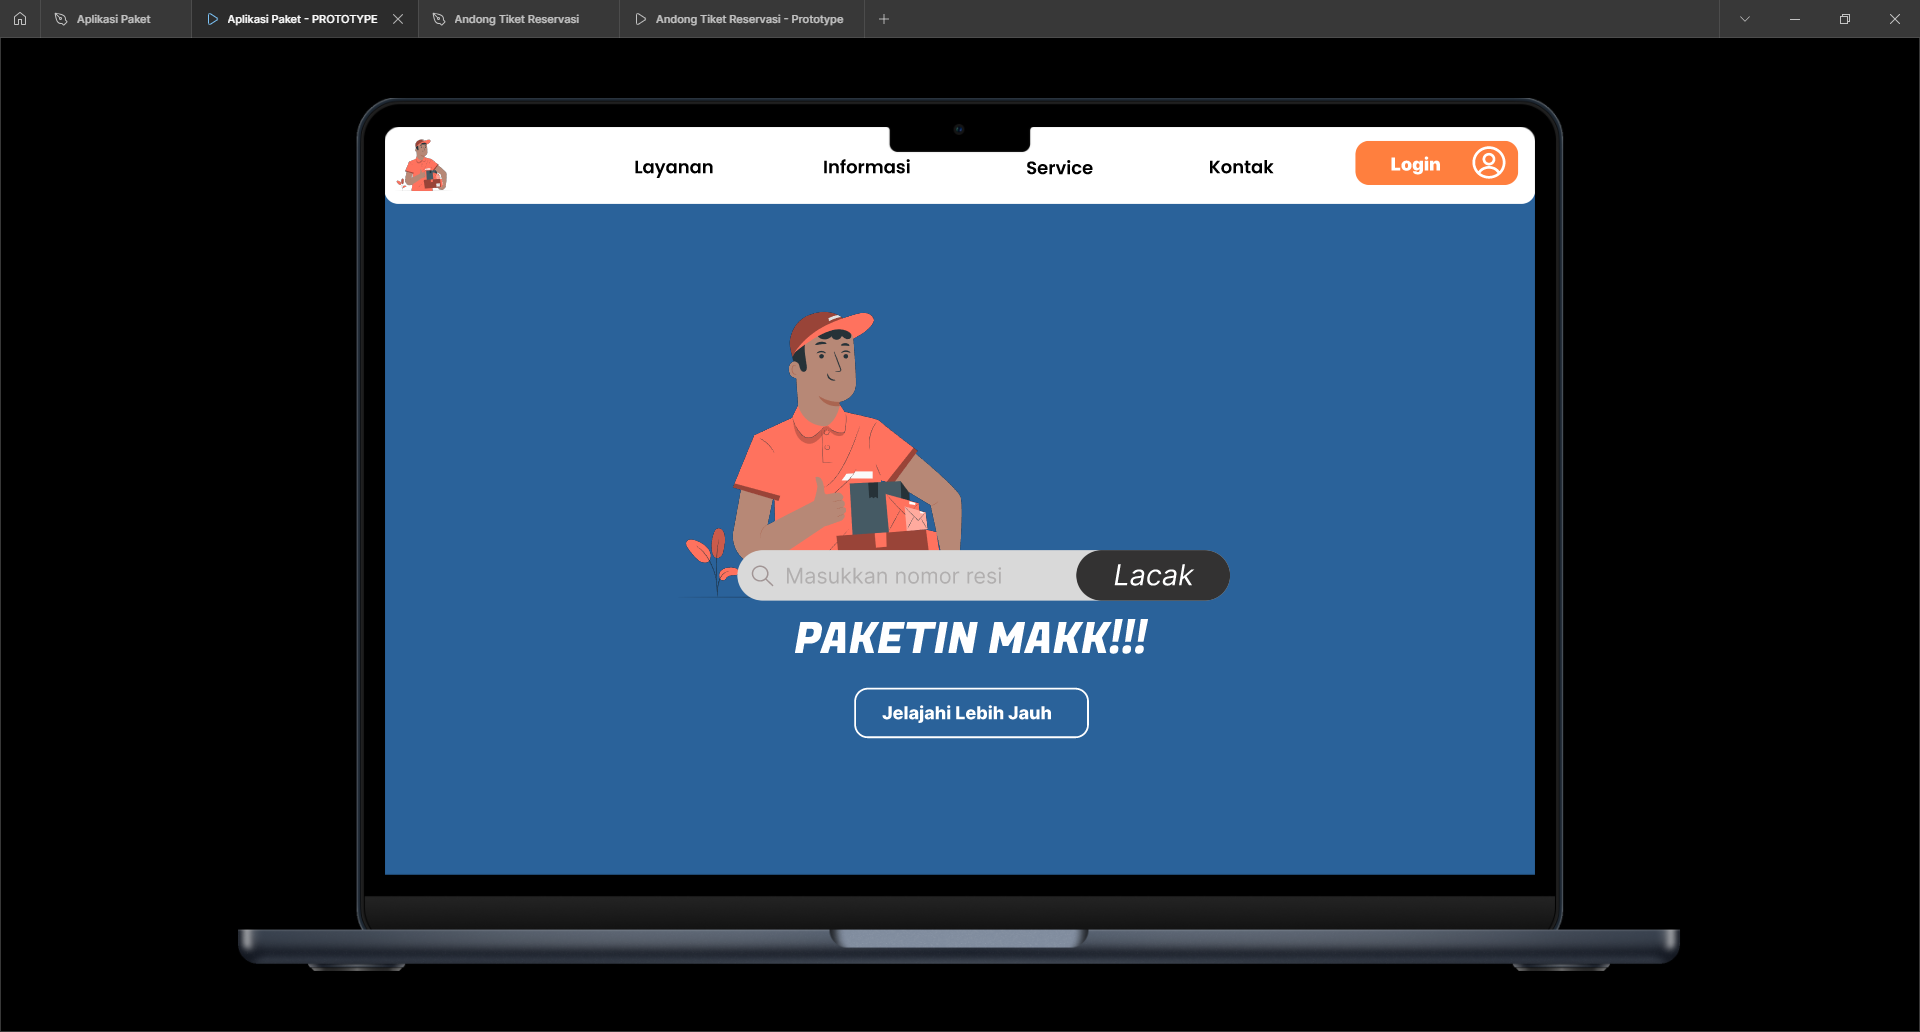 Aplikasi Paket
Aplikasi Paket - PROTOTYPE
Andong Tiket Reservasi
Andong Tiket Reservasi - Prototype
Layanan
Informasi
Service
Kontak
Login
Masukkan nomor resi
Lacak
PAKETIN MAKK!!!
Jelajahi Lebih Jauh